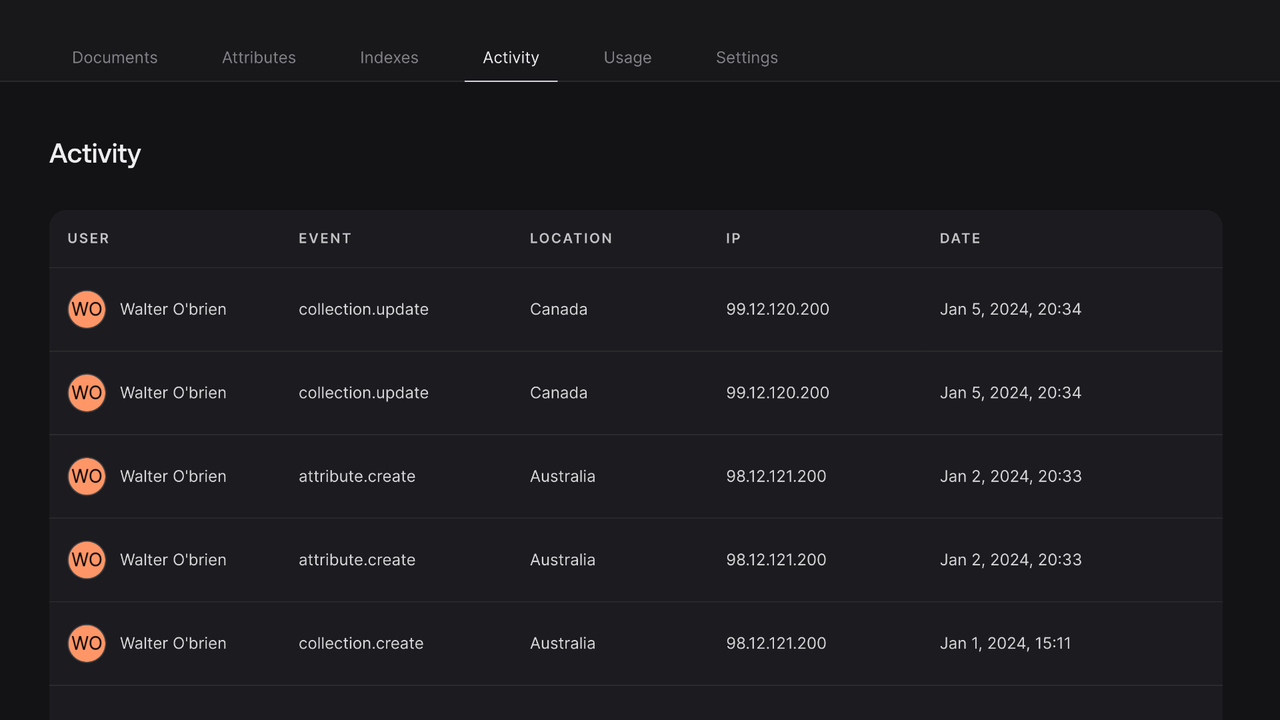 Documents Attributes Indexes Activity Usage Settings
Activity
USER EVENT LOCATION IP DATE
WO Walter O'brien collection.update Canada 99.12.120.200 Jan 5, 2024, 20:34
WO Walter O'brien collection.update Canada 99.12.120.200 Jan 5, 2024, 20:34
WO Walter O'brien attribute.create Australia 98.12.121.200 Jan 2, 2024, 20:33
WO Walter O'brien attribute.create Australia 98.12.121.200 Jan 2, 2024, 20:33
WO Walter O'brien collection.create Australia 98.12.121.200 Jan 1, 2024, 15:11